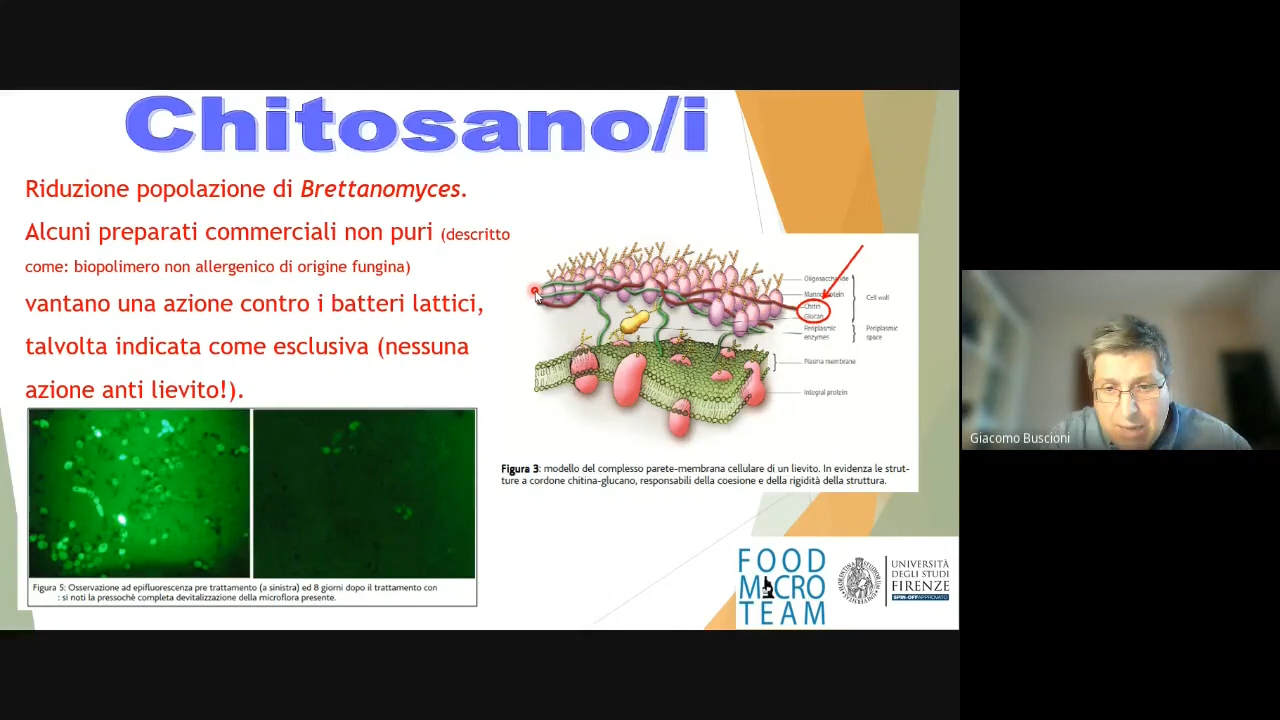 Chitosano/i
Riduzione popolazione di Brettanomyces.
Alcuni preparati commerciali non puri (descritto
come: biopolimero non allergenico di origine fungina)
vantano una azione contro i batteri lattici,
talvolta indicata come esclusiva (nessuna
azione anti lievito!).
Oligosaccharide
Mannoprotein
Chitin
Glucan
Cell wall
Periplasmic
enzymes
Periplasmic
space
Plasma membrane
Integral protein
Figura 3: modello del complesso parete-membrana cellulare di un lievito. In evidenza le strut-
ture a cordone chitina-glucano, responsabili della coesione e della rigidità della struttura.
Figura 5: Osservazione ad epifluorescenza pre trattamento (a sinistra) ed 8 giorni dopo il trattamento con
: si noti la pressochè completa devitalizzazione della microflora presente.
FOOD
MICRO
TEAM
UNIVERSITÀ
DEGLI STUDI
FIRENZE
SPIN-OFF APPROVATO
Giacomo Buscioni